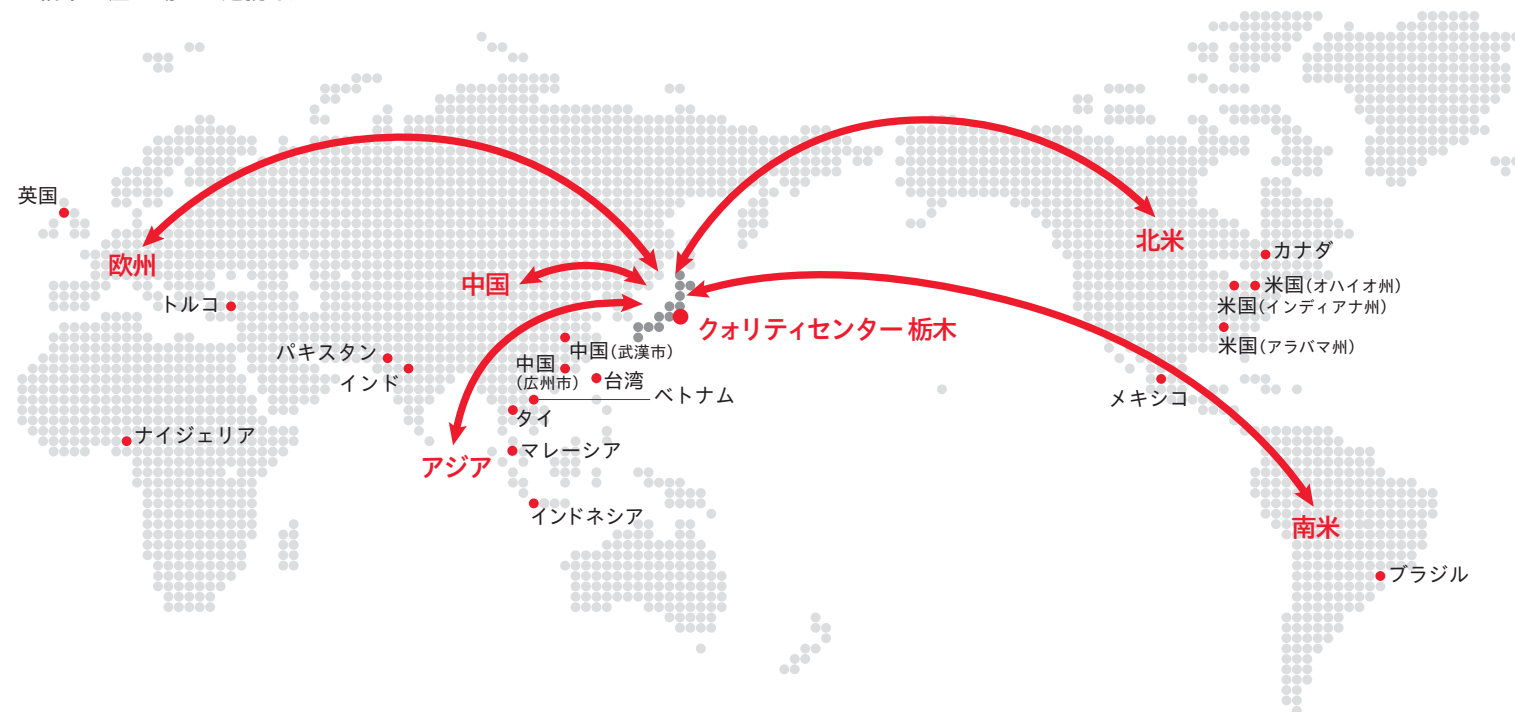 英国
欧州
トルコ
パキスタン
インド
ナイジェリア
中国
アジア
中国(武漢市)
中国
(広州市)
台湾
ベトナム
タイ
マレーシア
インドネシア
クォリティセンター 栃木
北米
カナダ
米国(オハイオ州)
米国(インディアナ州)
米国(アラバマ州)
メキシコ
南米
ブラジル